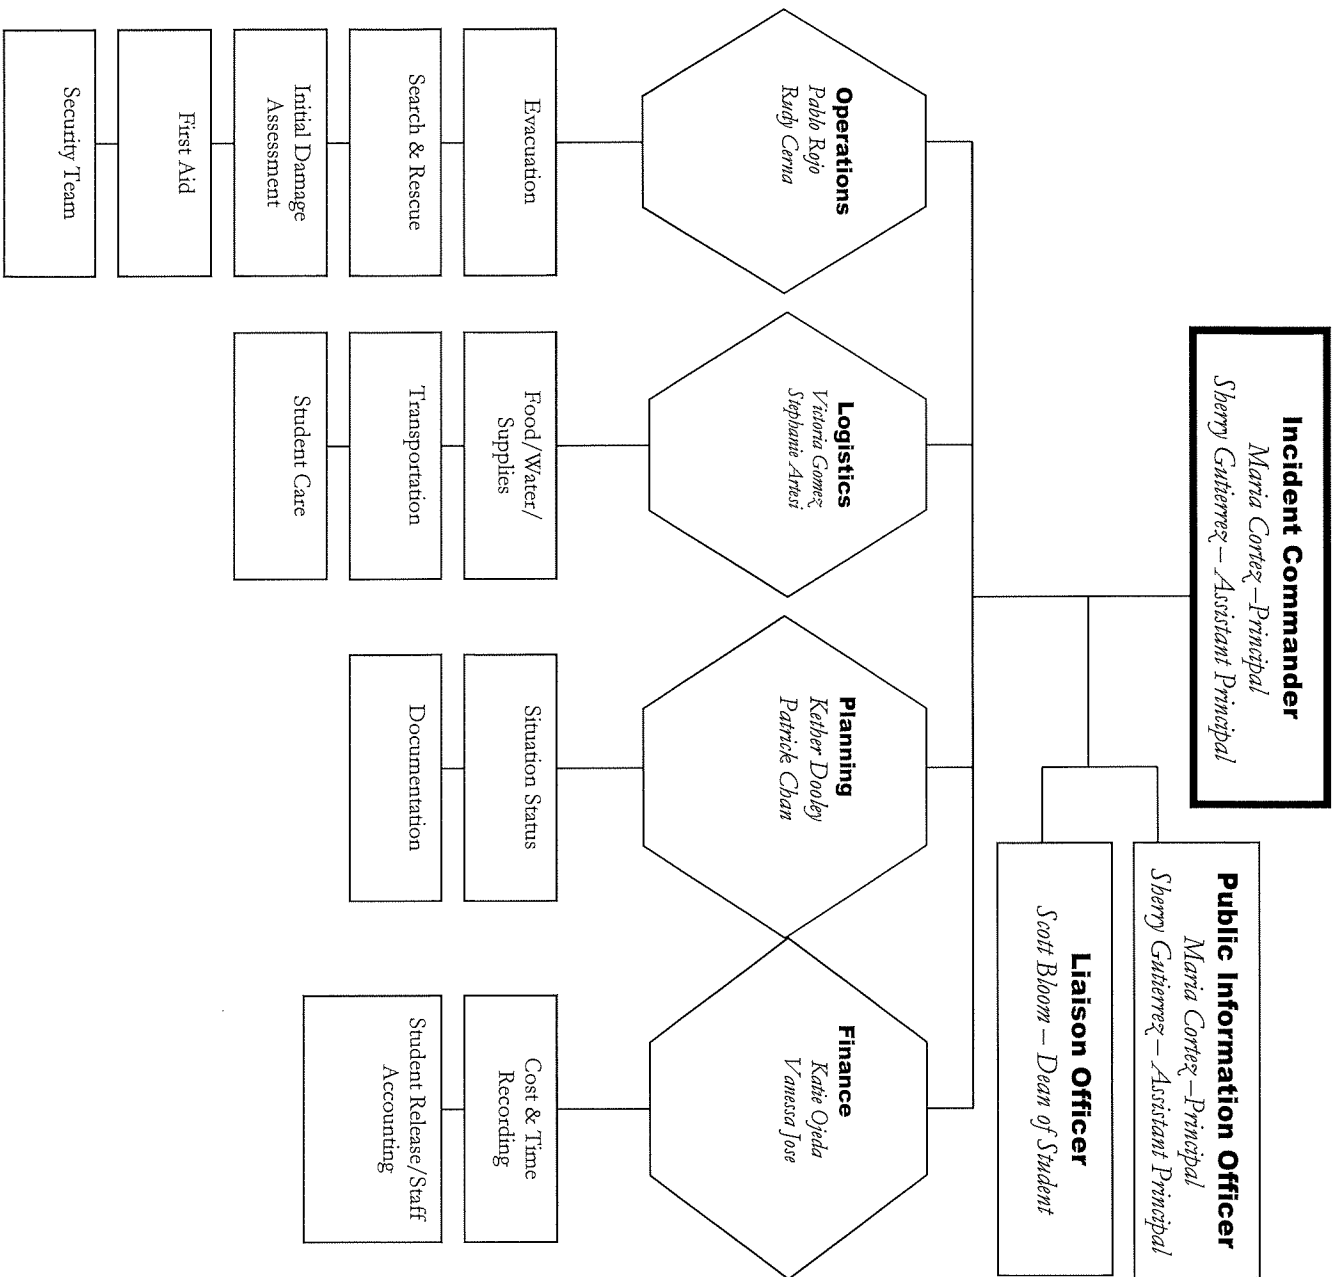 Incident Commander
Maria Cortez –Principal
Sherry Gutierrez – Assistant Principal
Public Information Officer
Maria Cortez –Principal
Sherry Gutierrez – Assistant Principal
Liaison Officer
Scott Bloom – Dean of Student
Operations
Pablo Rojo
Rudy Cerna
Evacuation
Search & Rescue
Initial Damage
Assessment
First Aid
Security Team
Logistics
Victoria Gomez
Stephanie Artesi
Food/Water/
Supplies
Transportation
Student Care
Planning
Kether Dooley
Patrick Chan
Situation Status
Documentation
Finance
Katie Ojeda
Vanessa Jose
Cost & Time
Recording
Student Release/Staff
Accounting